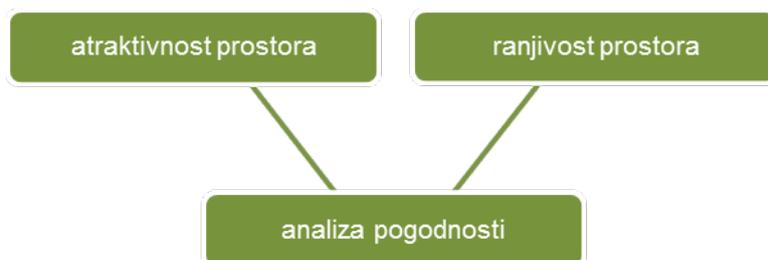 atraktivnost prostora
ranjivost prostora
analiza pogodnosti